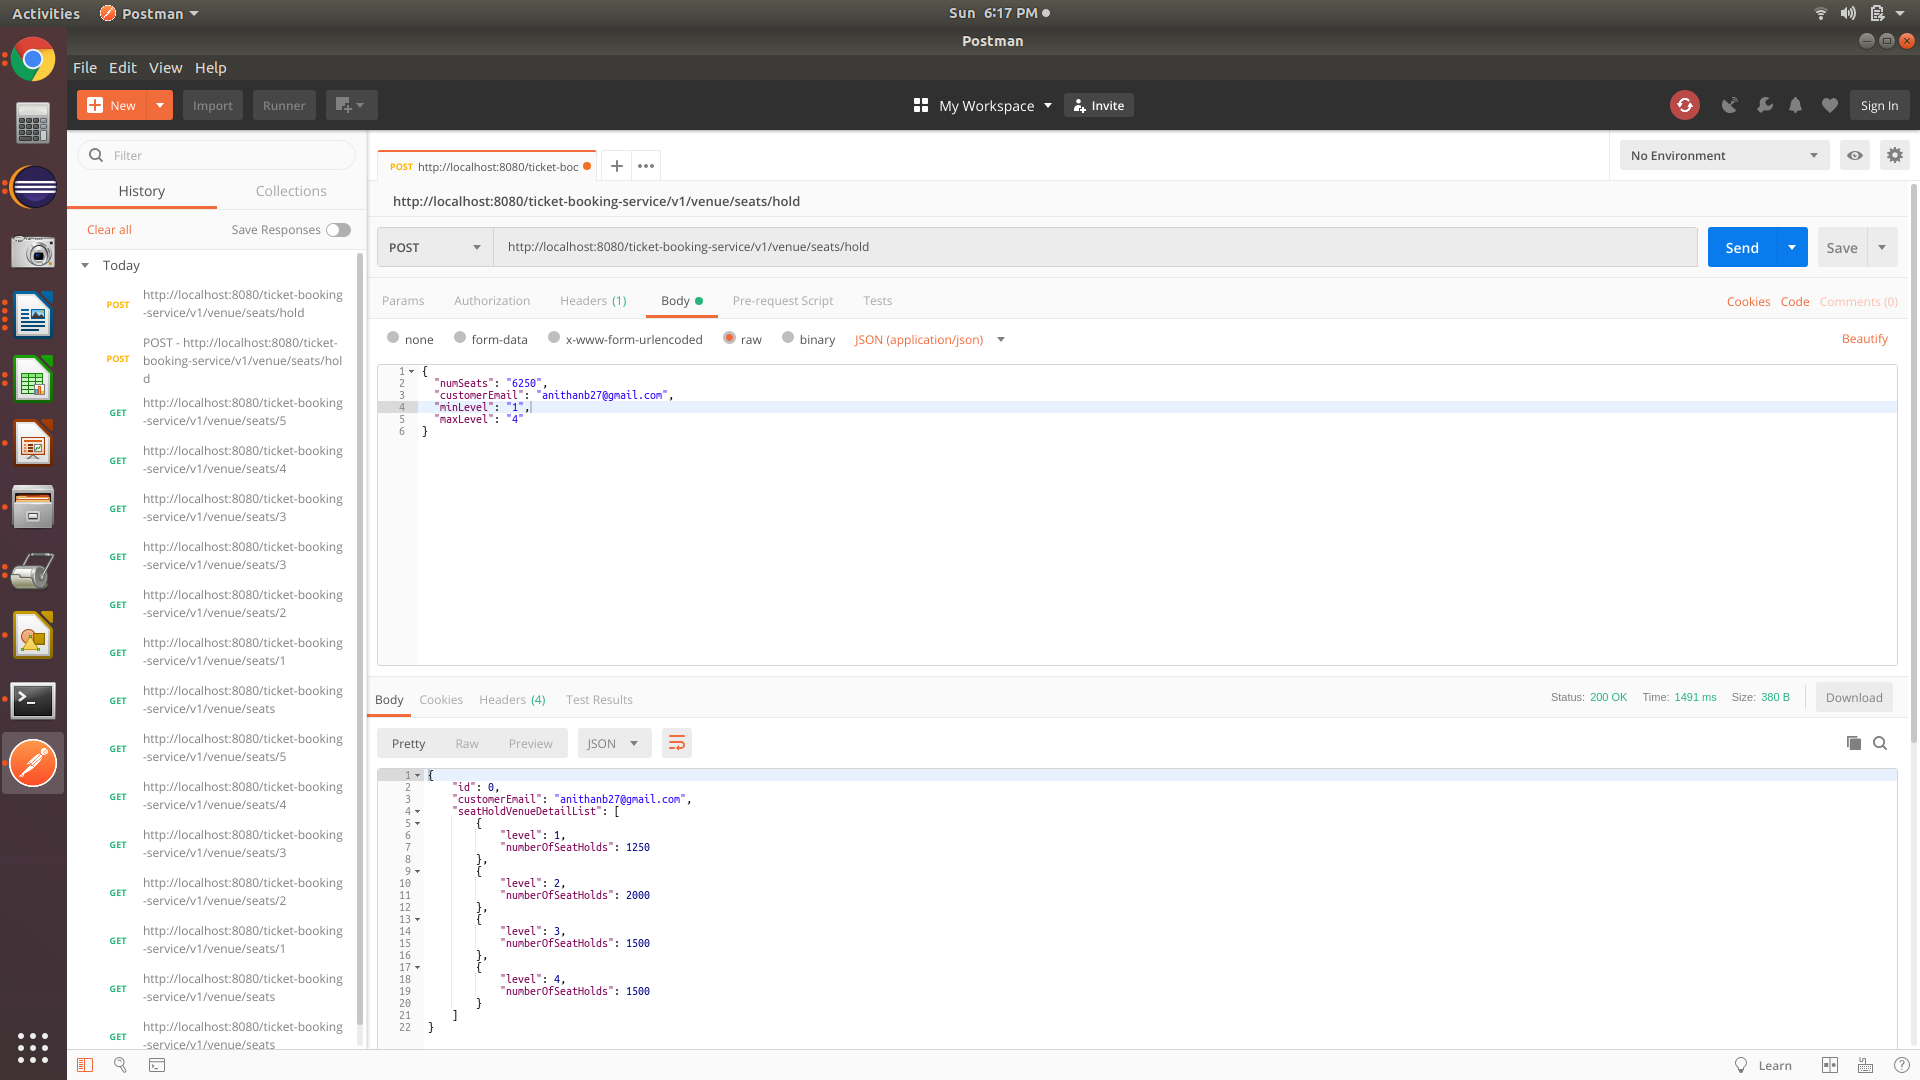 Activities
Postman
Sun 6:17 PM
Postman
File Edit View Help
New
Import
Runner
My Workspace
Invite
Sign In
Filter
History
Collections
Clear all
Save Responses
Today
POST http://localhost:8080/ticket-booking
-service/v1/venue/seats/hold
POST POST - http://localhost:8080/ticket-
booking-service/v1/venue/seats/hol
d
GET http://localhost:8080/ticket-booking
-service/v1/venue/seats/5
GET http://localhost:8080/ticket-booking
-service/v1/venue/seats/4
GET http://localhost:8080/ticket-booking
-service/v1/venue/seats/3
GET http://localhost:8080/ticket-booking
-service/v1/venue/seats/3
GET http://localhost:8080/ticket-booking
-service/v1/venue/seats/2
GET http://localhost:8080/ticket-booking
-service/v1/venue/seats/1
GET http://localhost:8080/ticket-booking
-service/v1/venue/seats
GET http://localhost:8080/ticket-booking
-service/v1/venue/seats/5
GET http://localhost:8080/ticket-booking
-service/v1/venue/seats/4
GET http://localhost:8080/ticket-booking
-service/v1/venue/seats/3
GET http://localhost:8080/ticket-booking
-service/v1/venue/seats/2
GET http://localhost:8080/ticket-booking
-service/v1/venue/seats/1
GET http://localhost:8080/ticket-booking
-service/v1/venue/seats
GET http://localhost:8080/ticket-booking
-service/v1/venue/seats
POST http://localhost:8080/ticket-boo
No Environment
http://localhost:8080/ticket-booking-service/v1/venue/seats/hold
POST
http://localhost:8080/ticket-booking-service/v1/venue/seats/hold
Send
Save
Params Authorization Headers (1) Body Pre-request Script Tests
Cookies Code Comments (0)
none form-data x-www-form-urlencoded raw binary JSON (application/json)
Beautify
1 {
2 "numSeats": "6250",
3 "customerEmail": "anithanb27@gmail.com",
4 "minLevel": "1",
5 "maxLevel": "4"
6 }
Body Cookies Headers (4) Test Results
Status: 200 OK Time: 1491 ms Size: 380 B
Download
Pretty Raw Preview JSON
1 {
2 "id": 0,
3 "customerEmail": "anithanb27@gmail.com",
4 "seatHoldVenueDetailList": [
5 {
6 "level": 1,
7 "numberOfSeatHolds": 1250
8 },
9 {
10 "level": 2,
11 "numberOfSeatHolds": 2000
12 },
13 {
14 "level": 3,
15 "numberOfSeatHolds": 1500
16 },
17 {
18 "level": 4,
19 "numberOfSeatHolds": 1500
20 }
21 ]
22 }
Learn